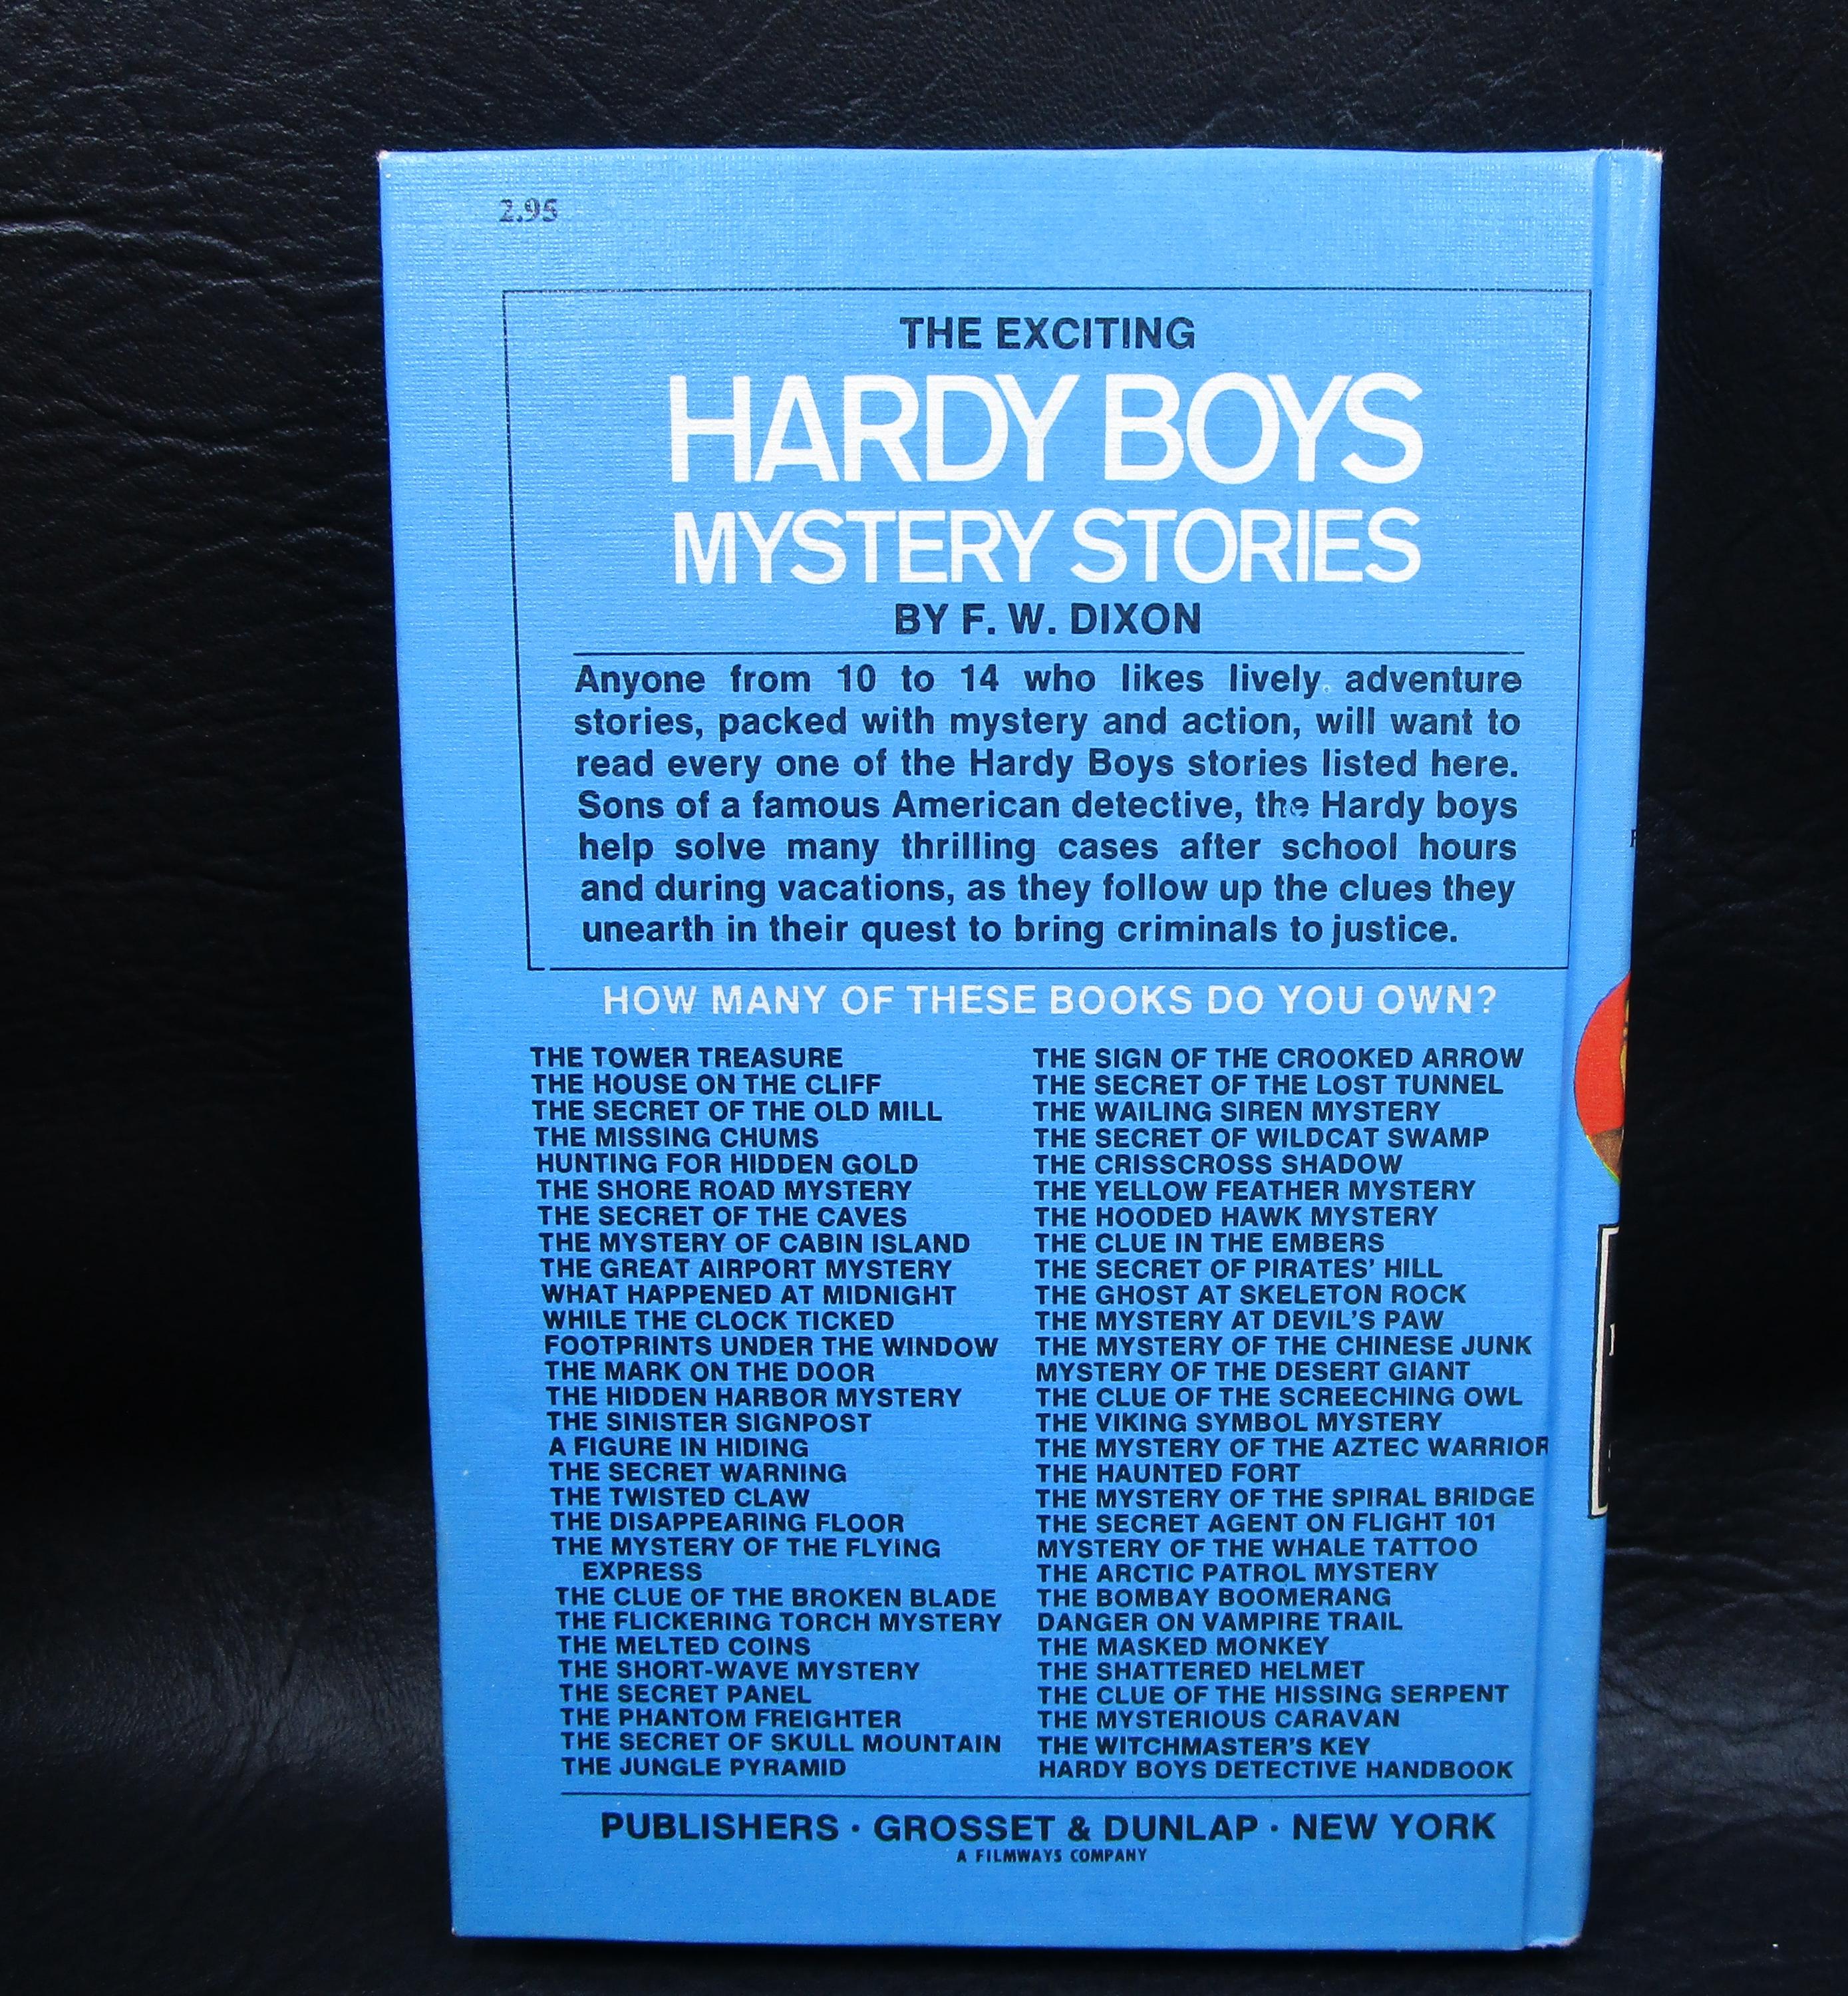 2.95
THE EXCITING
HARDY BOYS
MYSTERY STORIES
BY F. W. DIXON
Anyone from 10 to 14 who likes lively adventure
stories, packed with mystery and action, will want to
read every one of the Hardy Boys stories listed here.
Sons of a famous American detective, the Hardy boys
help solve many thrilling cases after school hours
and during vacations, as they follow up the clues they
unearth in their quest to bring criminals to justice.
HOW MANY OF THESE BOOKS DO YOU OWN?
THE TOWER TREASURE
THE HOUSE ON THE CLIFF
THE SECRET OF THE OLD MILL
THE MISSING CHUMS
HUNTING FOR HIDDEN GOLD
THE SHORE ROAD MYSTERY
THE SECRET OF THE CAVES
THE MYSTERY OF CABIN ISLAND
THE GREAT AIRPORT MYSTERY
WHAT HAPPENED AT MIDNIGHT
WHILE THE CLOCK TICKED
FOOTPRINTS UNDER THE WINDOW
THE MARK ON THE DOOR
THE HIDDEN HARBOR MYSTERY
THE SINISTER SIGNPOST
A FIGURE IN HIDING
THE SECRET WARNING
THE TWISTED CLAW
THE DISAPPEARING FLOOR
THE MYSTERY OF THE FLYING
EXPRESS
THE CLUE OF THE BROKEN BLADE
THE FLICKERING TORCH MYSTERY
THE MELTED COINS
THE SHORT-WAVE MYSTERY
THE SECRET PANEL
THE PHANTOM FREIGHTER
THE SECRET OF SKULL MOUNTAIN
THE JUNGLE PYRAMID
THE SIGN OF THE CROOKED ARROW
THE SECRET OF THE LOST TUNNEL
THE WAILING SIREN MYSTERY
THE SECRET OF WILDCAT SWAMP
THE CRISSCROSS SHADOW
THE YELLOW FEATHER MYSTERY
THE HOODED HAWK MYSTERY
THE CLUE IN THE EMBERS
THE SECRET OF PIRATES' HILL
THE GHOST AT SKELETON ROCK
THE MYSTERY AT DEVIL'S PAW
THE MYSTERY OF THE CHINESE JUNK
MYSTERY OF THE DESERT GIANT
THE CLUE OF THE SCREECHING OWL
THE VIKING SYMBOL MYSTERY
THE MYSTERY OF THE AZTEC WARRIOR
THE HAUNTED FORT
THE MYSTERY OF THE SPIRAL BRIDGE
THE SECRET AGENT ON FLIGHT 101
MYSTERY OF THE WHALE TATTOO
THE ARCTIC PATROL MYSTERY
THE BOMBAY BOOMERANG
DANGER ON VAMPIRE TRAIL
THE MASKED MONKEY
THE SHATTERED HELMET
THE CLUE OF THE HISSING SERPENT
THE MYSTERIOUS CARAVAN
THE WITCHMASTER'S KEY
HARDY BOYS DETECTIVE HANDBOOK
PUBLISHERS · GROSSET & DUNLAP · NEW YORK
A FILMWAYS COMPANY